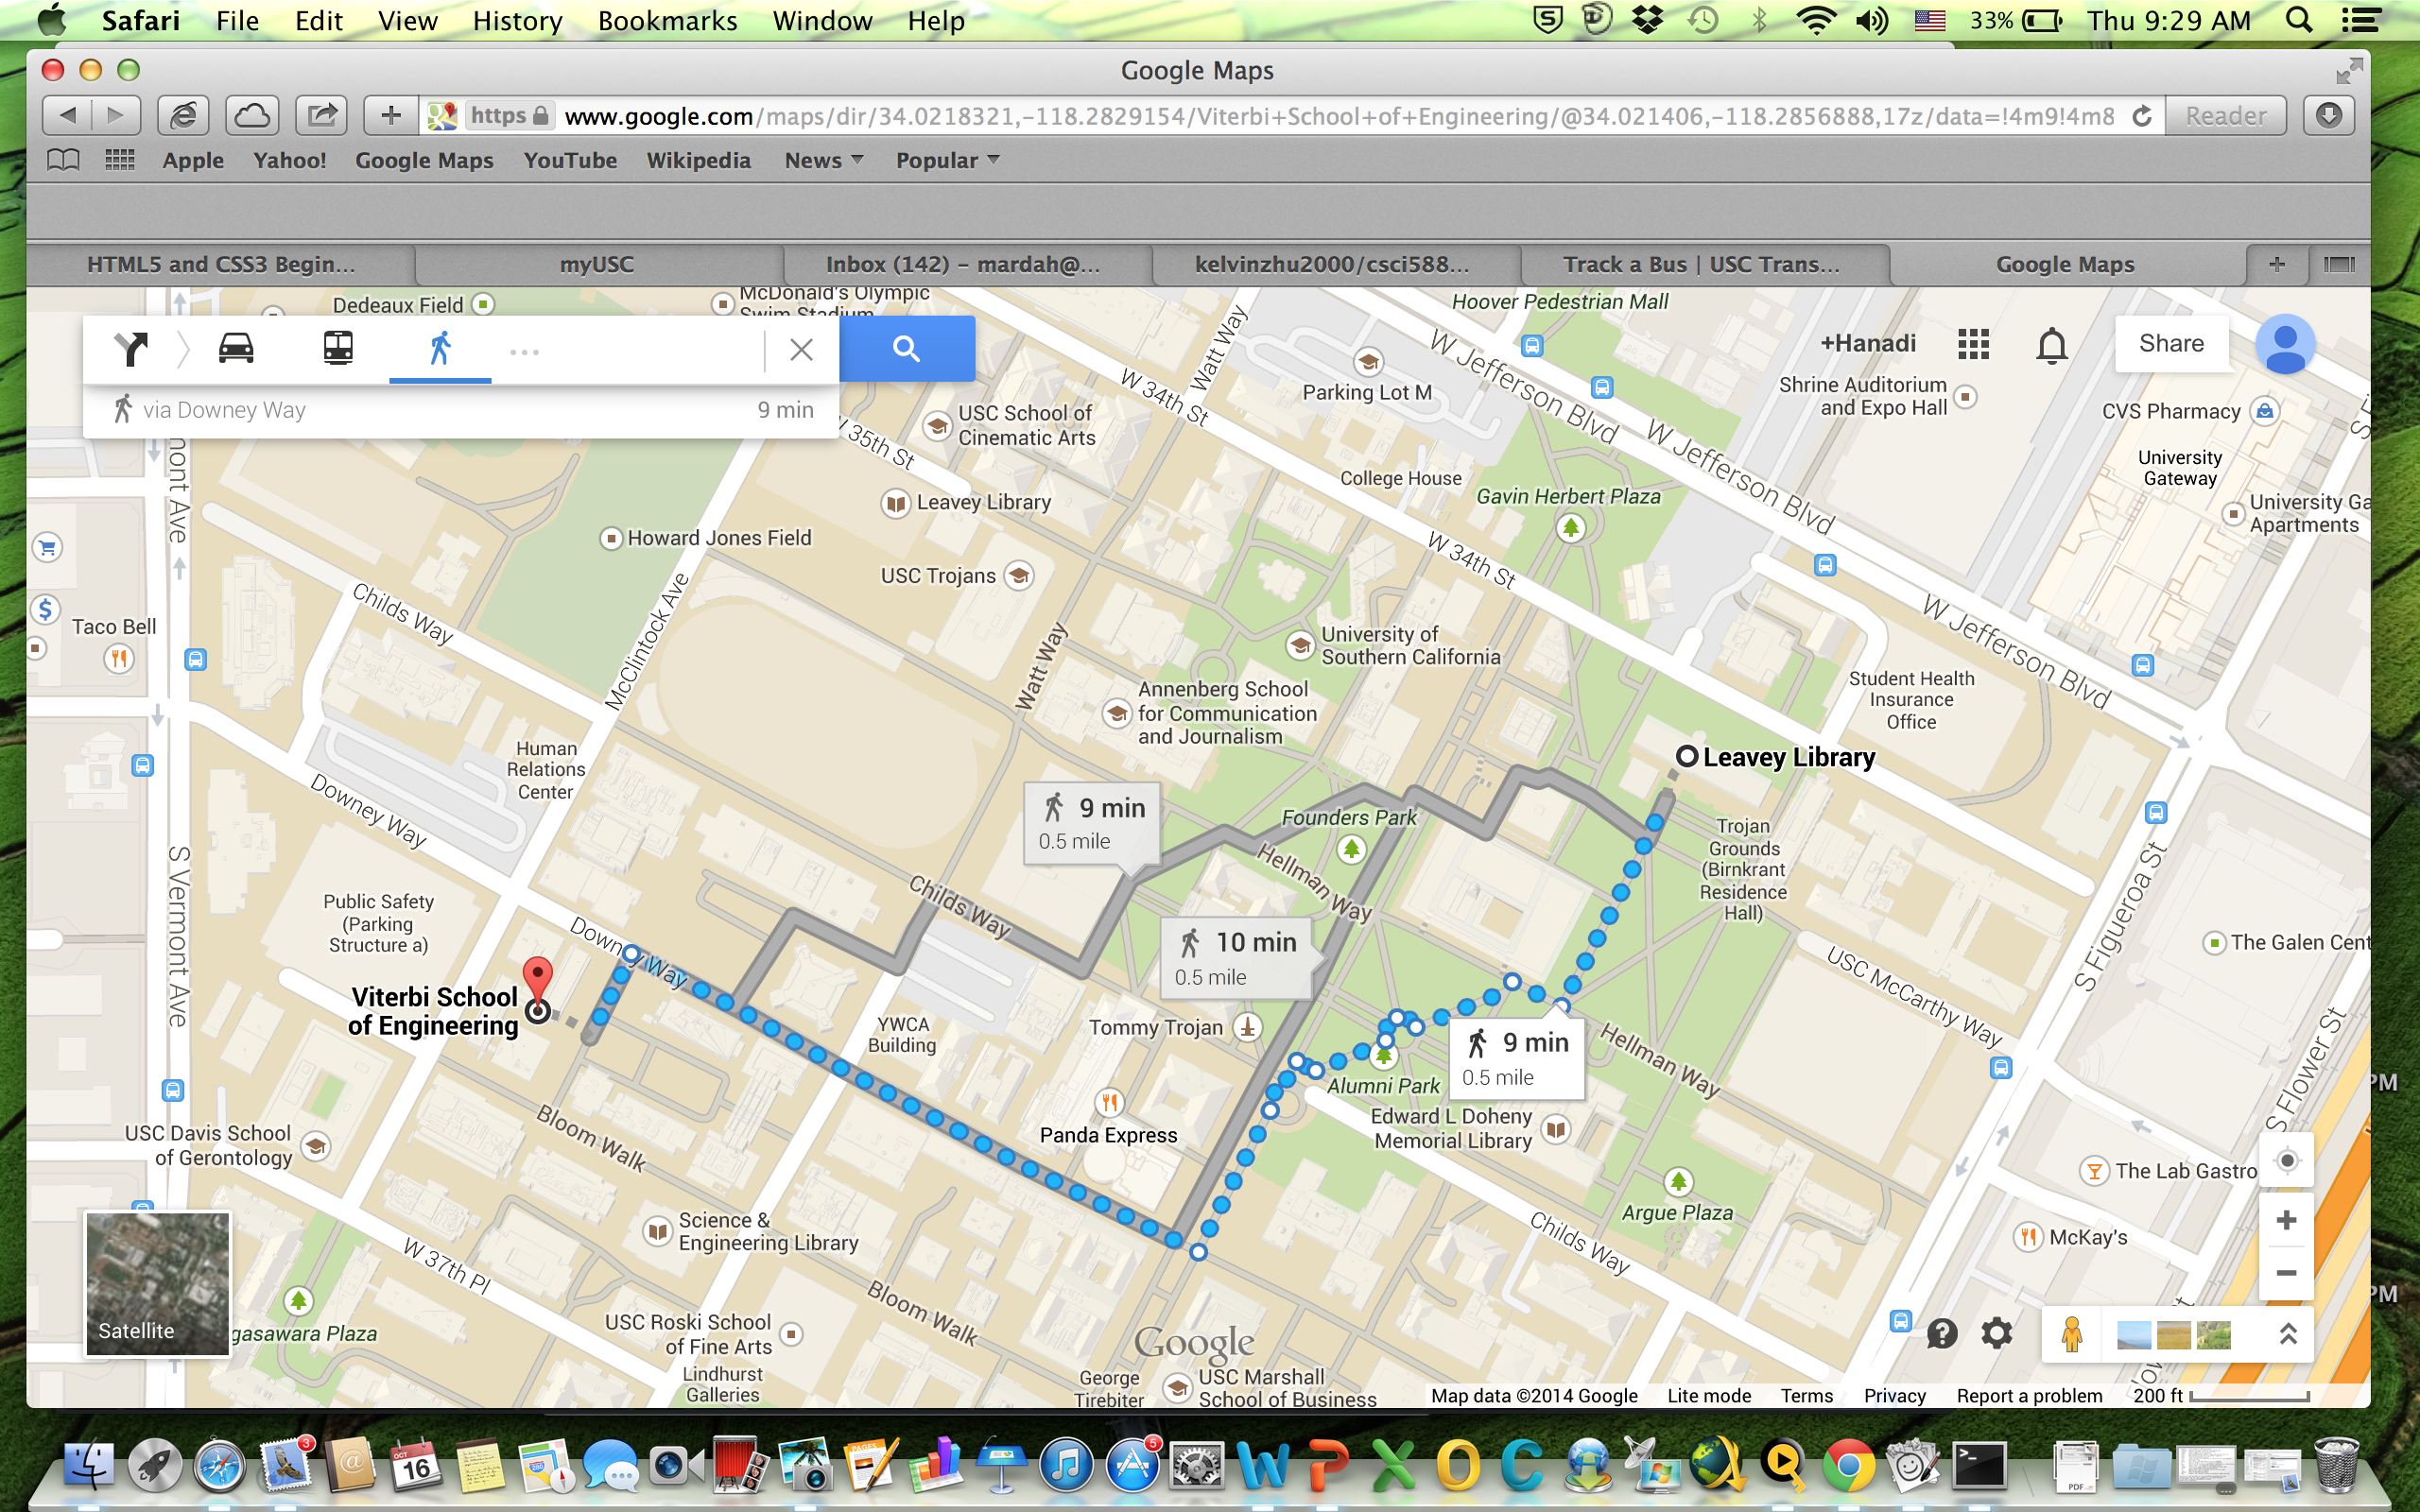 Safari File Edit View History Bookmarks Window Help
33% Thu 9:29 AM
Google Maps
https www.google.com/maps/dir/34.0218321,-118.2829154/Viterbi+School+of+Engineering/@34.021406,-118.2856888,17z/data=!4m9!4m8 Reader
Apple Yahoo! Google Maps YouTube Wikipedia News Popular
HTML5 and CSS3 Begin... myUSC Inbox (142) – mardah@... kelvinzhu2000/csci588... Track a Bus | USC Trans... Google Maps
Dedeaux Field
McDonald's Olympic
Swim Stadium
Hoover Pedestrian Mall
via Downey Way 9 min
+Hanadi
Share
Watt Way
W 34th St
Parking Lot M
W Jefferson Blvd
W Jefferson Blvd
Shrine Auditorium
and Expo Hall
CVS Pharmacy
University
Gateway
University Ga
Apartments
W 35th St
USC School of
Cinematic Arts
College House
Gavin Herbert Plaza
Leavey Library
Howard Jones Field
USC Trojans
W 34th St
mont Ave
$
Taco Bell
Childs Way
McClintock Ave
Watt Way
University of
Southern California
W Jefferson Blvd
Student Health
Insurance
Office
Annenberg School
for Communication
and Journalism
Human
Relations
Center
Leavey Library
Downey Way
9 min
0.5 mile
Founders Park
Trojan
Grounds
(Birnkrant
Residence
Hall)
Hellman Way
S Vermont Ave
S Figueroa St
Childs Way
Public Safety
(Parking
Structure a)
10 min
0.5 mile
The Galen Cent
Downey Way
USC McCarthy Way
Viterbi School
of Engineering
YWCA
Building
Tommy Trojan
9 min
0.5 mile
Hellman Way
S Flower St
PM
Alumni Park
Edward L Doheny
Memorial Library
Panda Express
Bloom Walk
USC Davis School
of Gerontology
The Lab Gastro
Argue Plaza
Science &
Engineering Library
Childs Way
McKay's
W 37th Pl
PM
Satellite
gasawara Plaza
Bloom Walk
USC Roski School
of Fine Arts
Lindhurst
Galleries
Google
George
Tirebiter
USC Marshall
School of Business
Map data ©2014 Google Lite mode Terms Privacy Report a problem 200 ft
3
OCT
16
PAGES
5
PDF